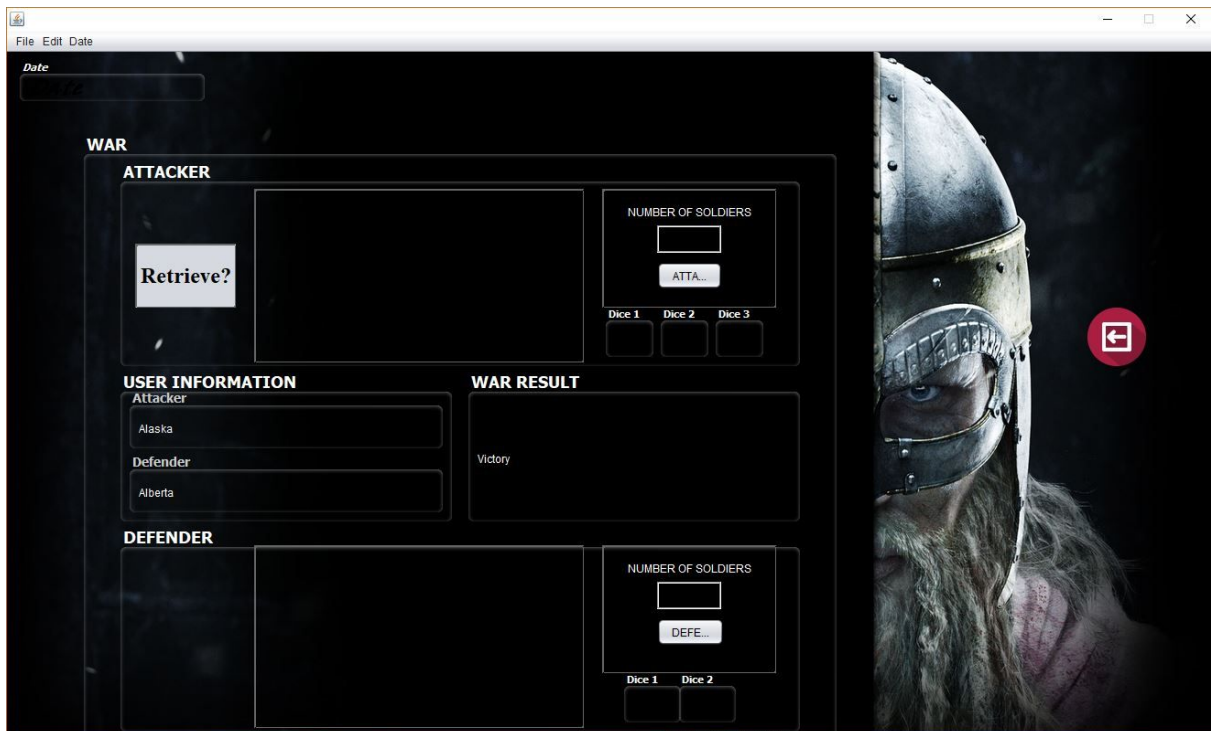 File Edit Date
Date
WAR
ATTACKER
NUMBER OF SOLDIERS
Retrieve?
ATTA...
Dice 1 Dice 2 Dice 3
USER INFORMATION
WAR RESULT
Attacker
Alaska
Defender
Alberta
Victory
DEFENDER
NUMBER OF SOLDIERS
DEFE...
Dice 1 Dice 2